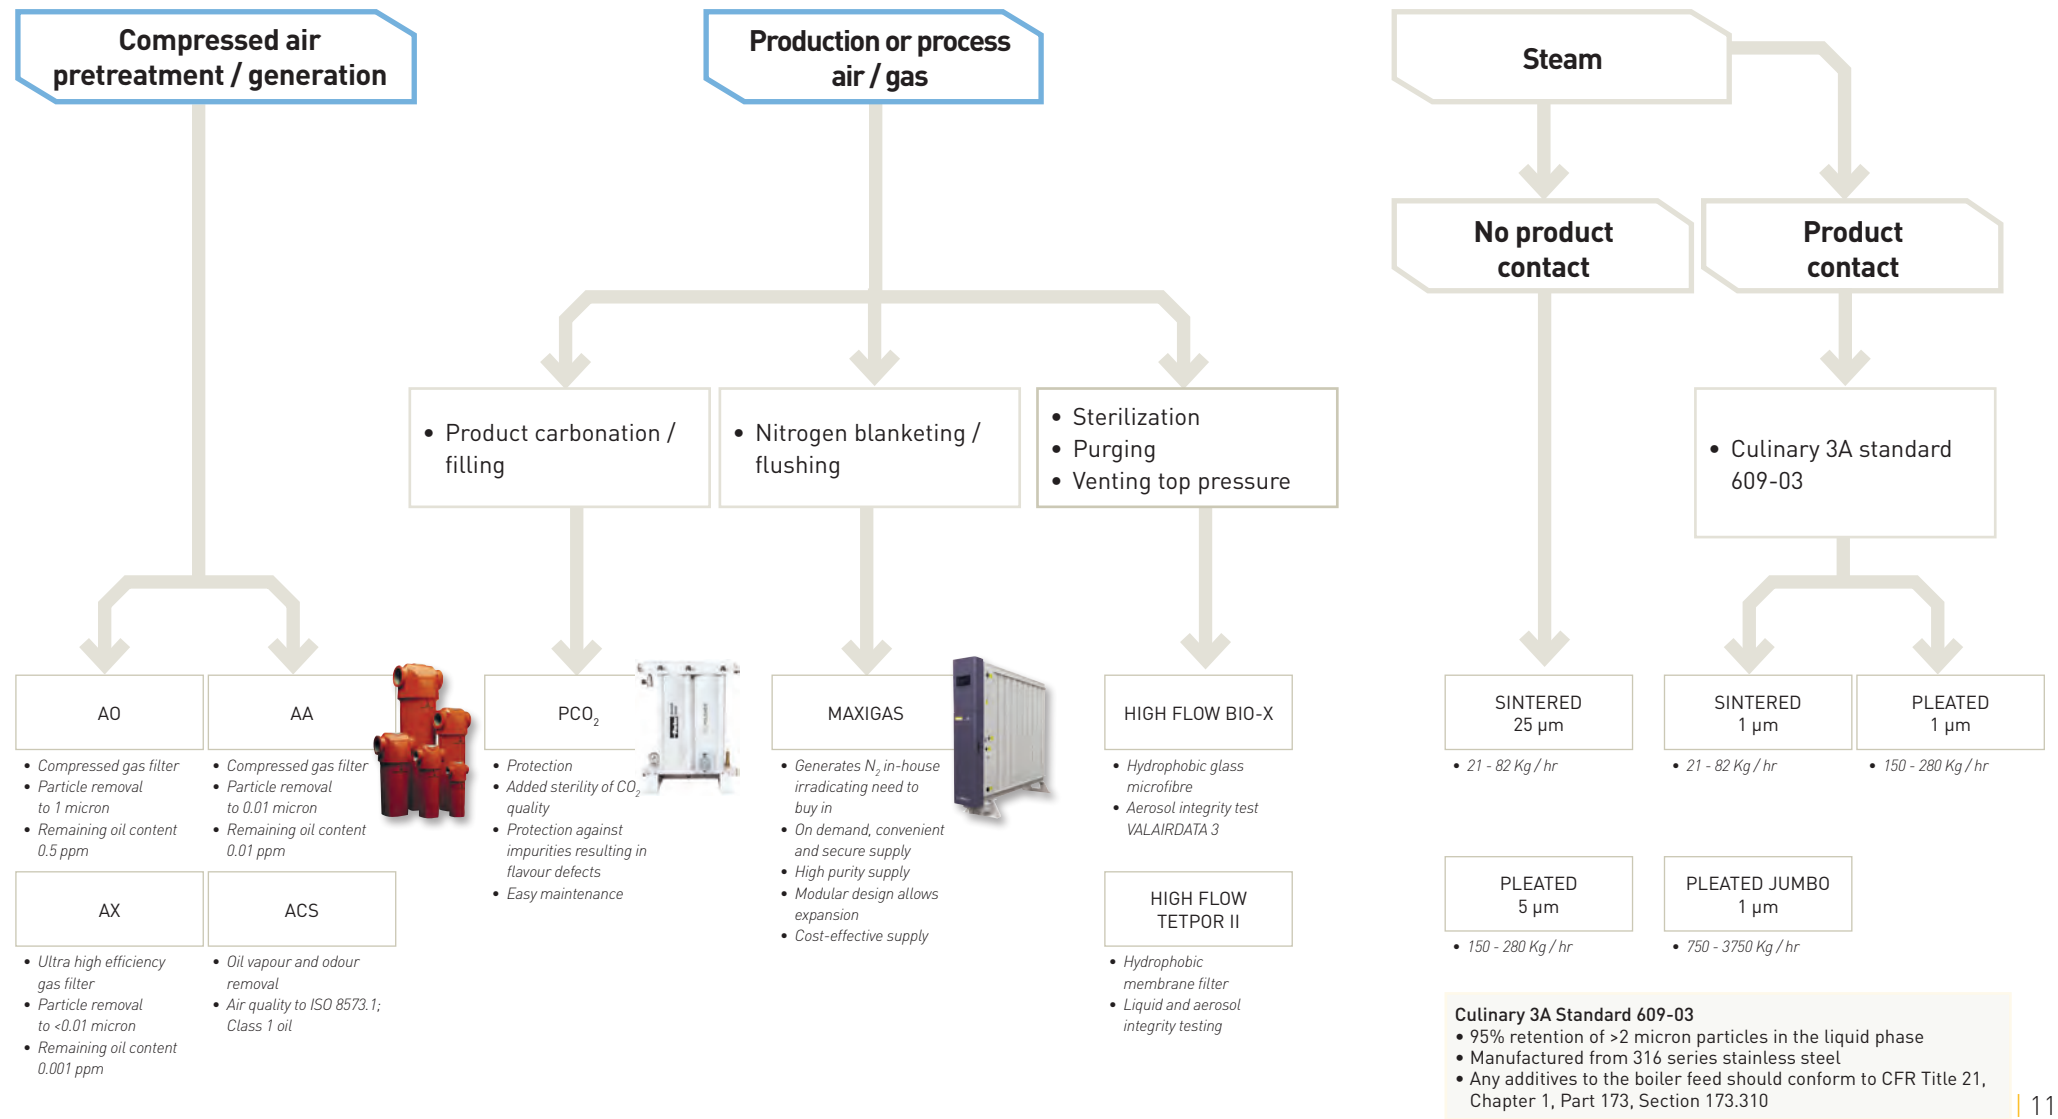 Compressed air
pretreatment / generation
Production or process
air / gas
Steam
No product
contact
Product
contact
• Product carbonation /
filling
• Nitrogen blanketing /
flushing
• Sterilization
• Purging
• Venting top pressure
• Culinary 3A standard
609-03
AO
• Compressed gas filter
• Particle removal
to 1 micron
• Remaining oil content
0.5 ppm
AA
• Compressed gas filter
• Particle removal
to 0.01 micron
• Remaining oil content
0.01 ppm
AX
• Ultra high efficiency
gas filter
• Particle removal
to <0.01 micron
• Remaining oil content
0.001 ppm
ACS
• Oil vapour and odour
removal
• Air quality to ISO 8573.1;
Class 1 oil
PCO₂
• Protection
• Added sterility of CO₂
quality
• Protection against
impurities resulting in
flavour defects
• Easy maintenance
MAXIGAS
• Generates N₂ in-house
irradicating need to
buy in
• On demand, convenient
and secure supply
• High purity supply
• Modular design allows
expansion
• Cost-effective supply
HIGH FLOW BIO-X
• Hydrophobic glass
microfibre
• Aerosol integrity test
VALAIRDATA 3
HIGH FLOW
TETPOR II
• Hydrophobic
membrane filter
• Liquid and aerosol
integrity testing
SINTERED
25 µm
• 21 - 82 Kg / hr
PLEATED
5 µm
• 150 - 280 Kg / hr
SINTERED
1 µm
• 21 - 82 Kg / hr
PLEATED
1 µm
• 150 - 280 Kg / hr
PLEATED JUMBO
1 µm
• 750 - 3750 Kg / hr
Culinary 3A Standard 609-03
• 95% retention of >2 micron particles in the liquid phase
• Manufactured from 316 series stainless steel
• Any additives to the boiler feed should conform to CFR Title 21,
Chapter 1, Part 173, Section 173.310
11